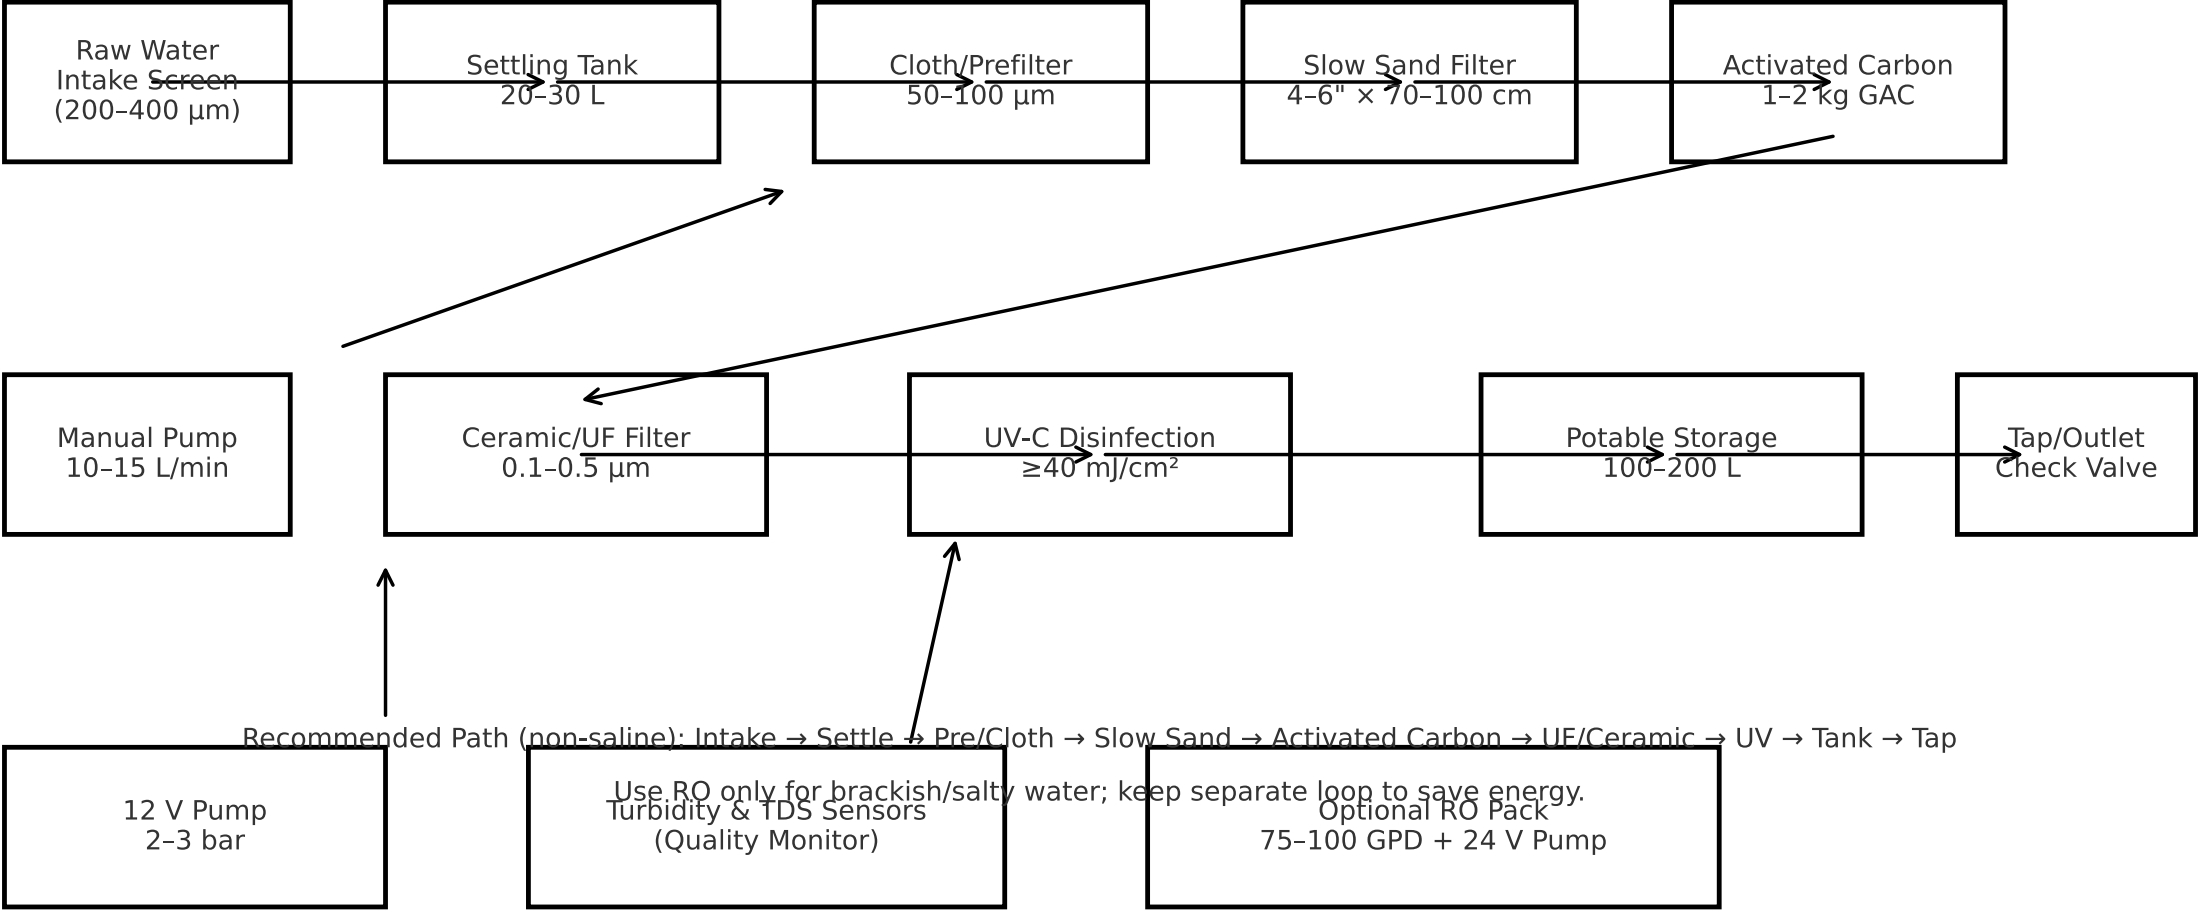 Raw Water
Intake Screen
(200–400 µm)
Settling Tank
20–30 L
Cloth/Prefilter
50–100 µm
Slow Sand Filter
4–6" × 70–100 cm
Activated Carbon
1–2 kg GAC
Manual Pump
10–15 L/min
Ceramic/UF Filter
0.1–0.5 µm
UV-C Disinfection
≥40 mJ/cm²
Potable Storage
100–200 L
Tap/Outlet
Check Valve
Recommended Path (non-saline): Intake → Settle → Pre/Cloth → Slow Sand → Activated Carbon → UF/Ceramic → UV → Tank → Tap
Use RO only for brackish/salty water; keep separate loop to save energy.
12 V Pump
2–3 bar
Turbidity & TDS Sensors
(Quality Monitor)
Optional RO Pack
75–100 GPD + 24 V Pump